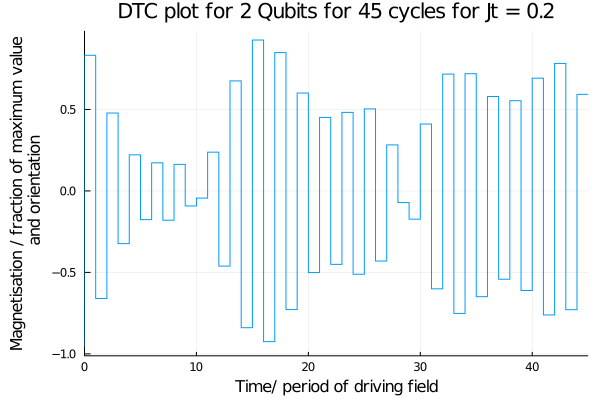 DTC plot for 2 Qubits for 45 cycles for Jt = 0.2
Magnetisation / fraction of maximum value
and orientation
0.5
0.0
−0.5
−1.0
0
10
20
30
40
Time/ period of driving field